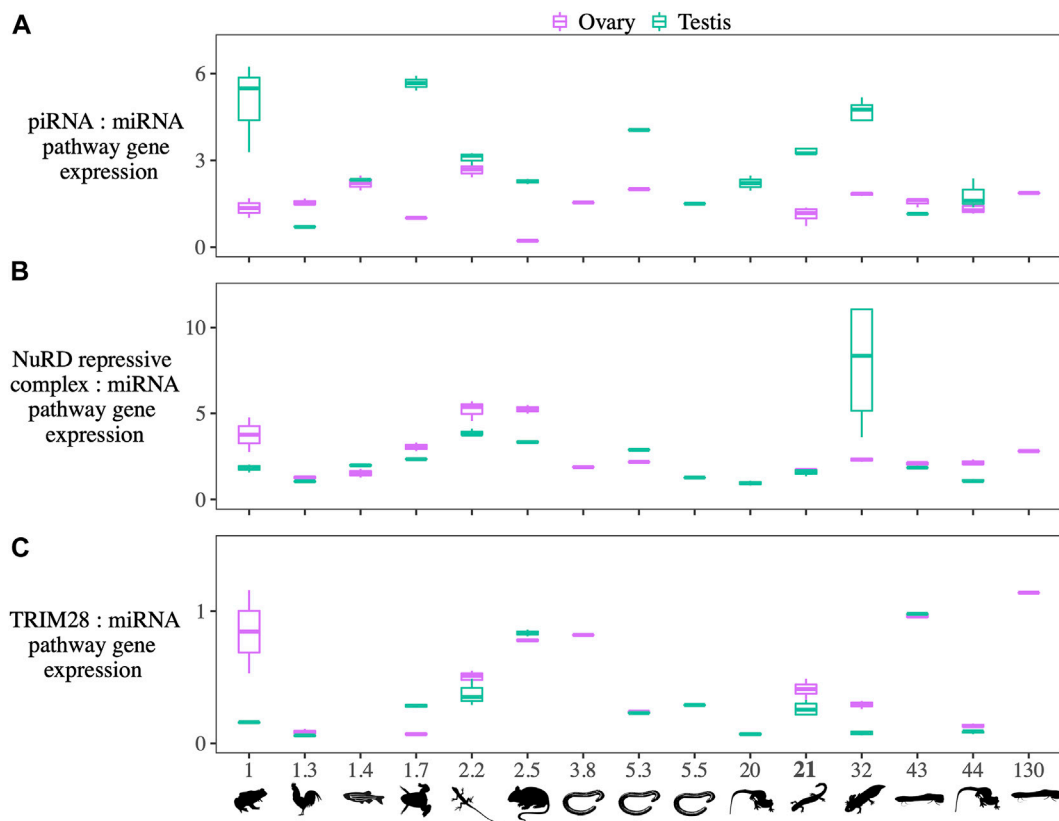 Ovary Testis
A
piRNA : miRNA
pathway gene
expression
6
3
0
B
NuRD repressive
complex : miRNA
pathway gene
expression
10
5
0
C
TRIM28 : miRNA
pathway gene
expression
1
0
1 1.3 1.4 1.7 2.2 2.5 3.8 5.3 5.5 20 21 32 43 44 130